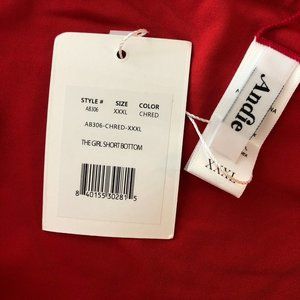 STYLE # SIZE COLOR
AB306 XXXL CHRED
AB306-CHRED-XXXL
THE GIRL SHORT BOTTOM
8 40155 30281 5
Andie
XXXL